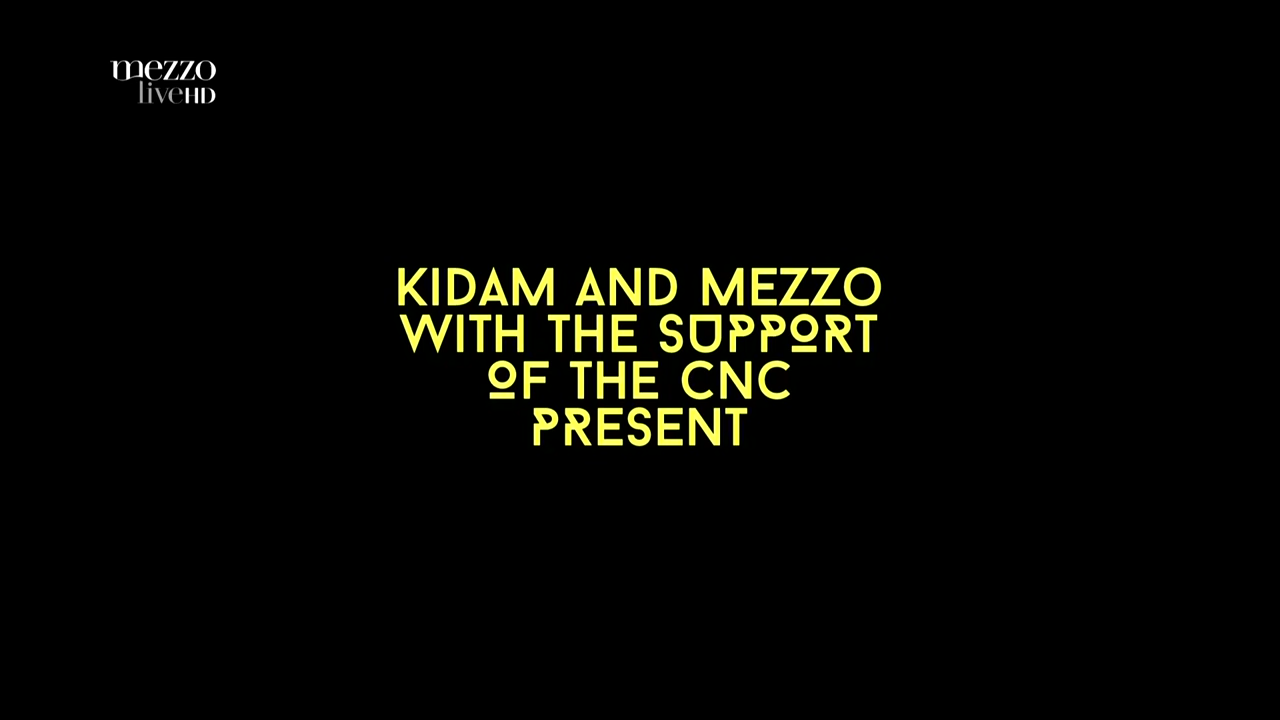 mezzo
liveHD
KIDAM AND MEZZO
WITH THE SUPPORT
OF THE CNC
PRESENT